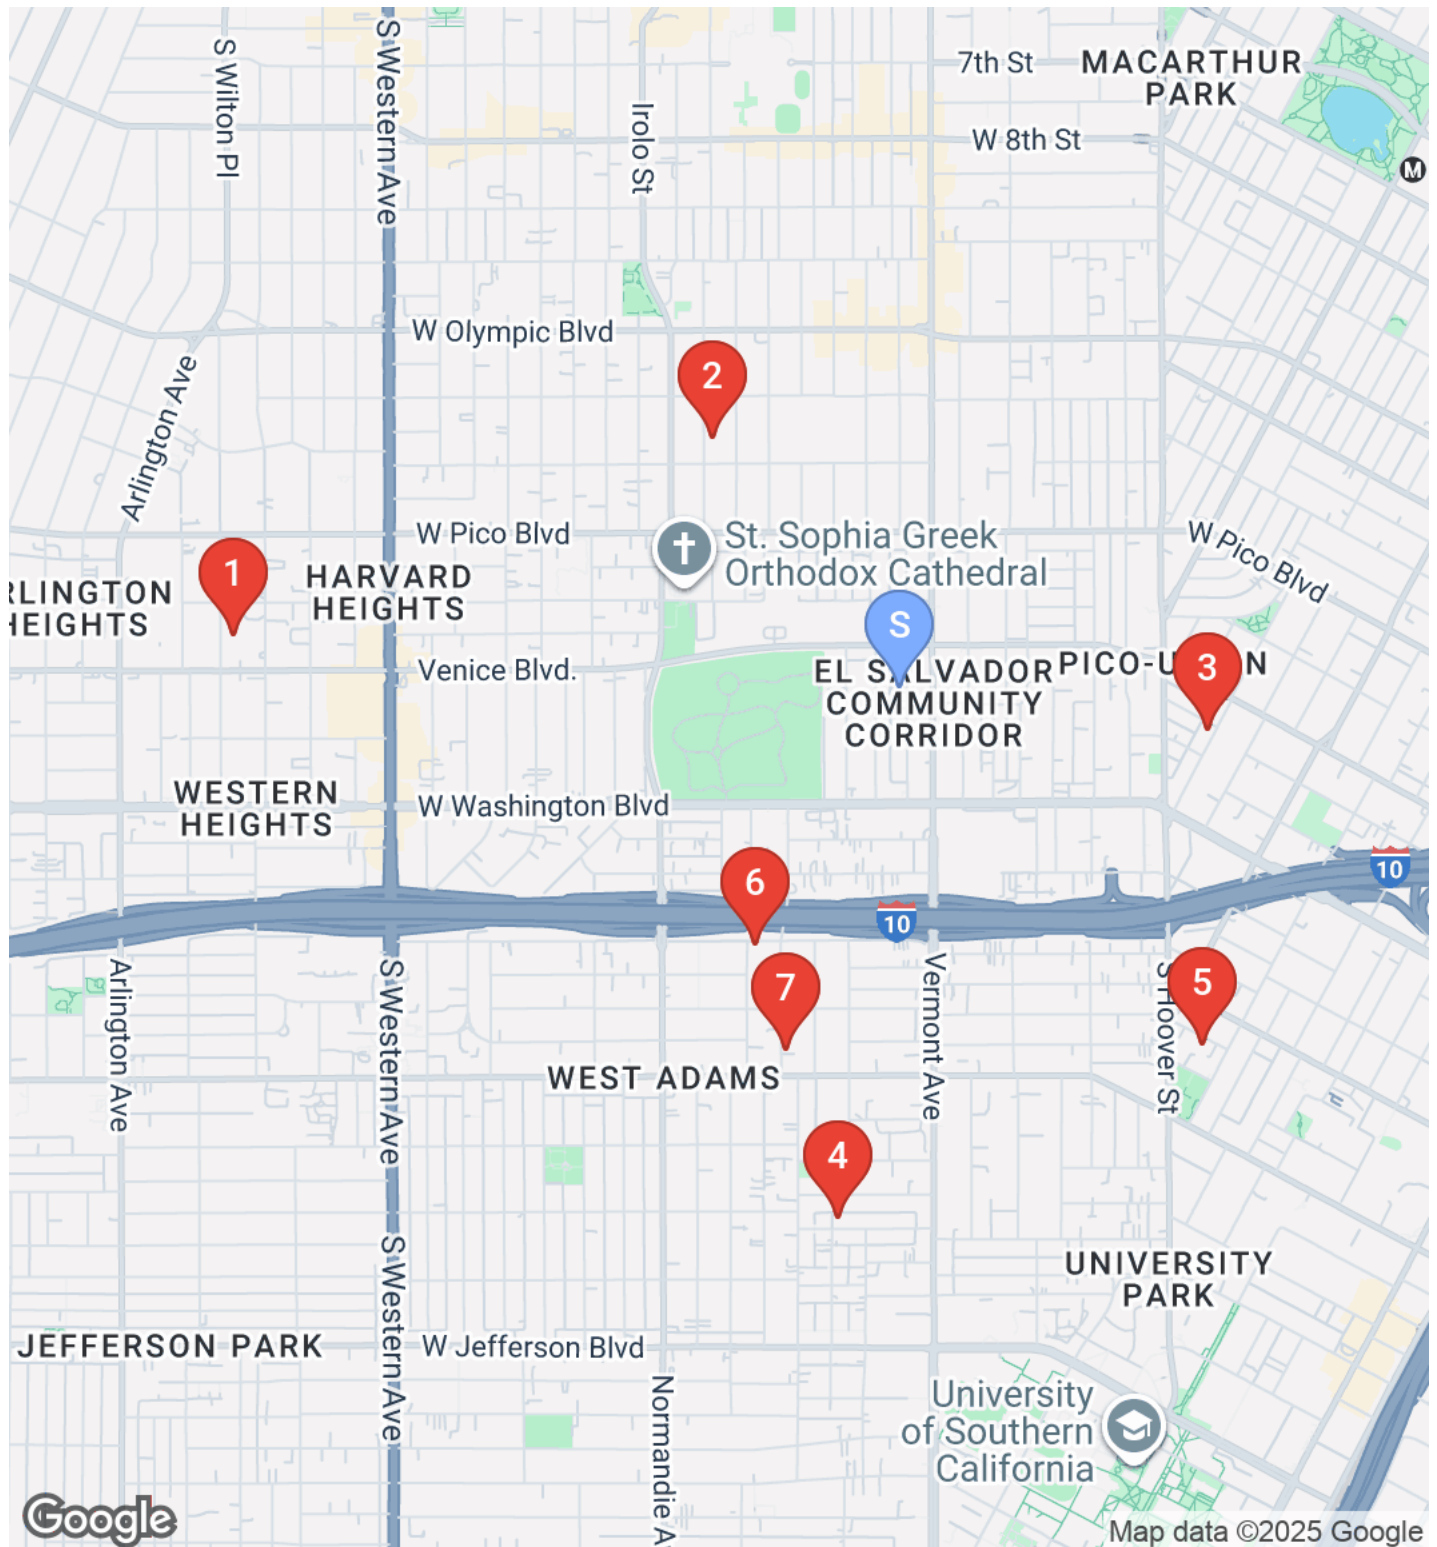 7th St
MACARTHUR
PARK
S Wilton Pl
S Western Ave
Irolo St
W 8th St
M
W Olympic Blvd
2
Arlington Ave
W Pico Blvd
St. Sophia Greek
Orthodox Cathedral
W Pico Blvd
1
HARVARD
HEIGHTS
RLINGTON
HEIGHTS
S
Venice Blvd.
EL SALVADOR
COMMUNITY
CORRIDOR
PICO-U N
3
WESTERN
HEIGHTS
W Washington Blvd
6
10
10
Arlington Ave
S Western Ave
7
Vermont Ave
5
S Hoover St
WEST ADAMS
4
UNIVERSITY
PARK
S Western Ave
JEFFERSON PARK
W Jefferson Blvd
Normandie A
University
of Southern
California
Google
Map data ©2025 Google